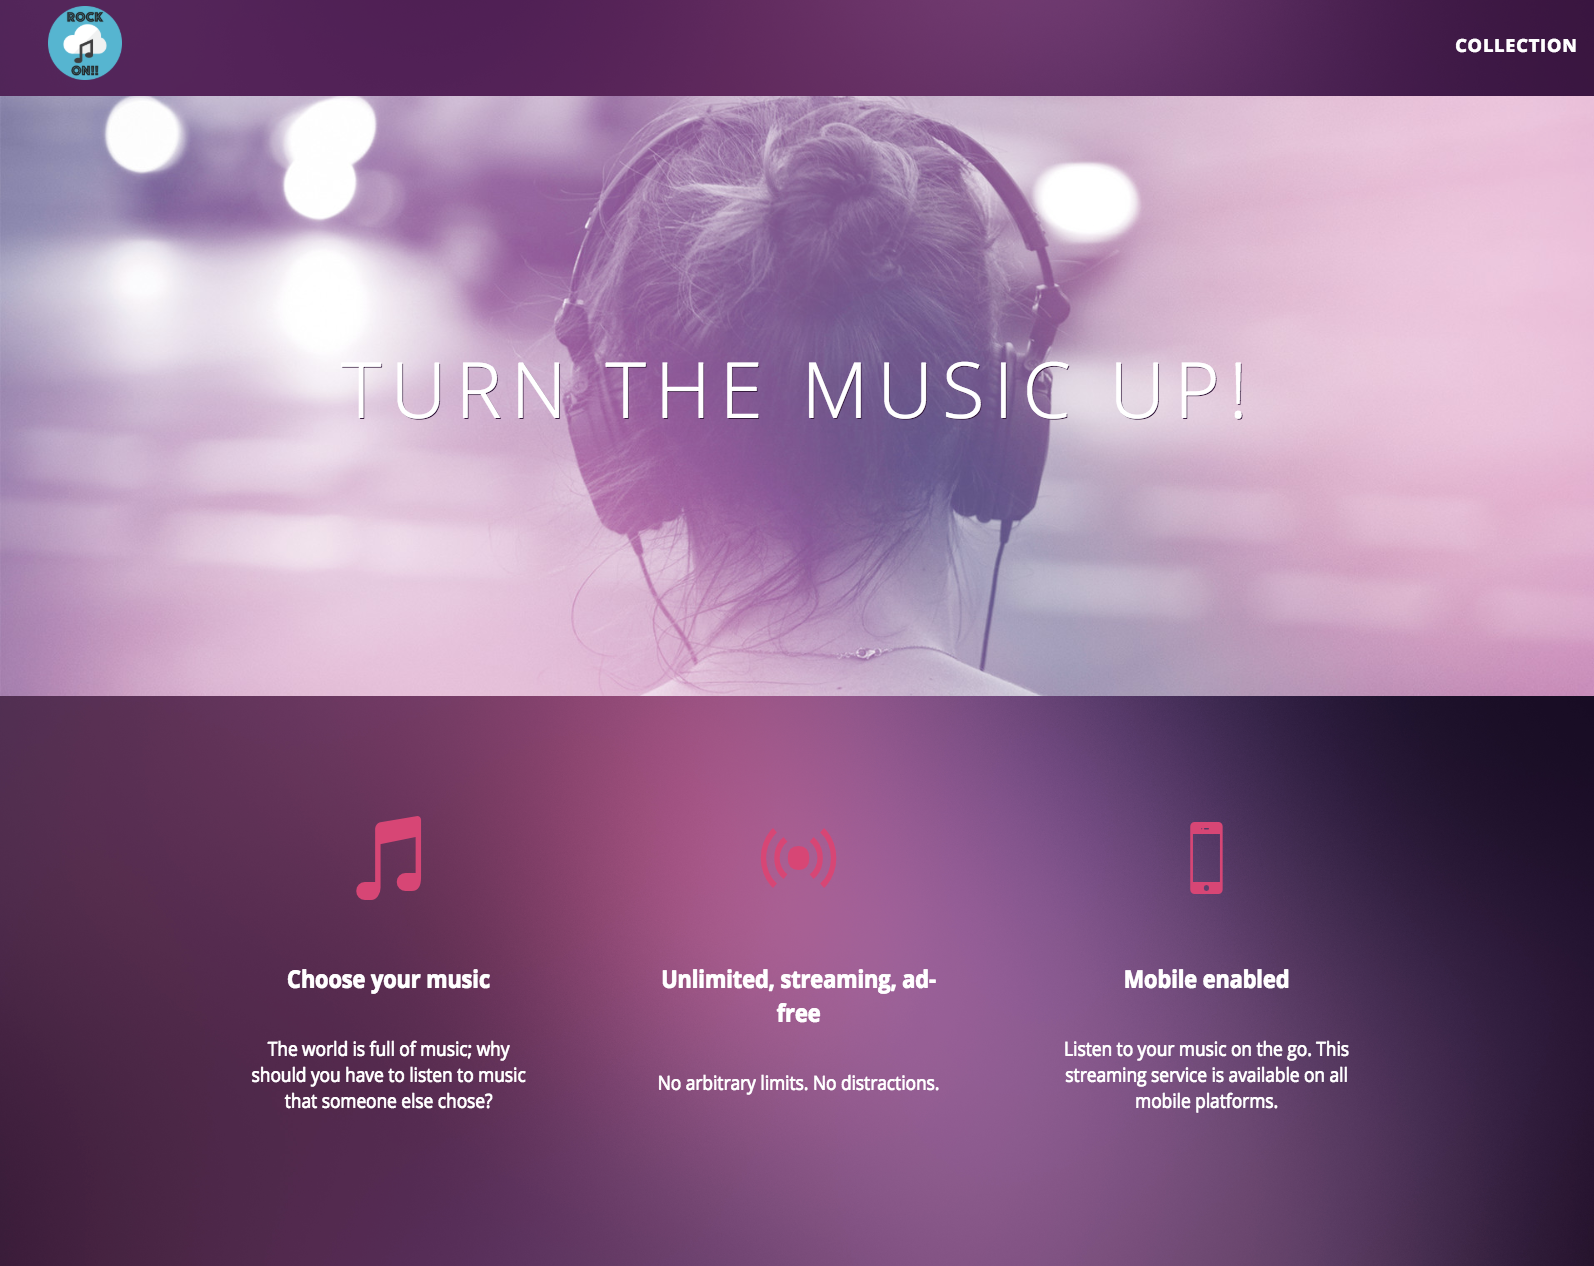 ROCK
ON!!
COLLECTION
TURN THE MUSIC UP!
Choose your music
The world is full of music; why
should you have to listen to music
that someone else chose?
Unlimited, streaming, ad-
free
No arbitrary limits. No distractions.
Mobile enabled
Listen to your music on the go. This
streaming service is available on all
mobile platforms.